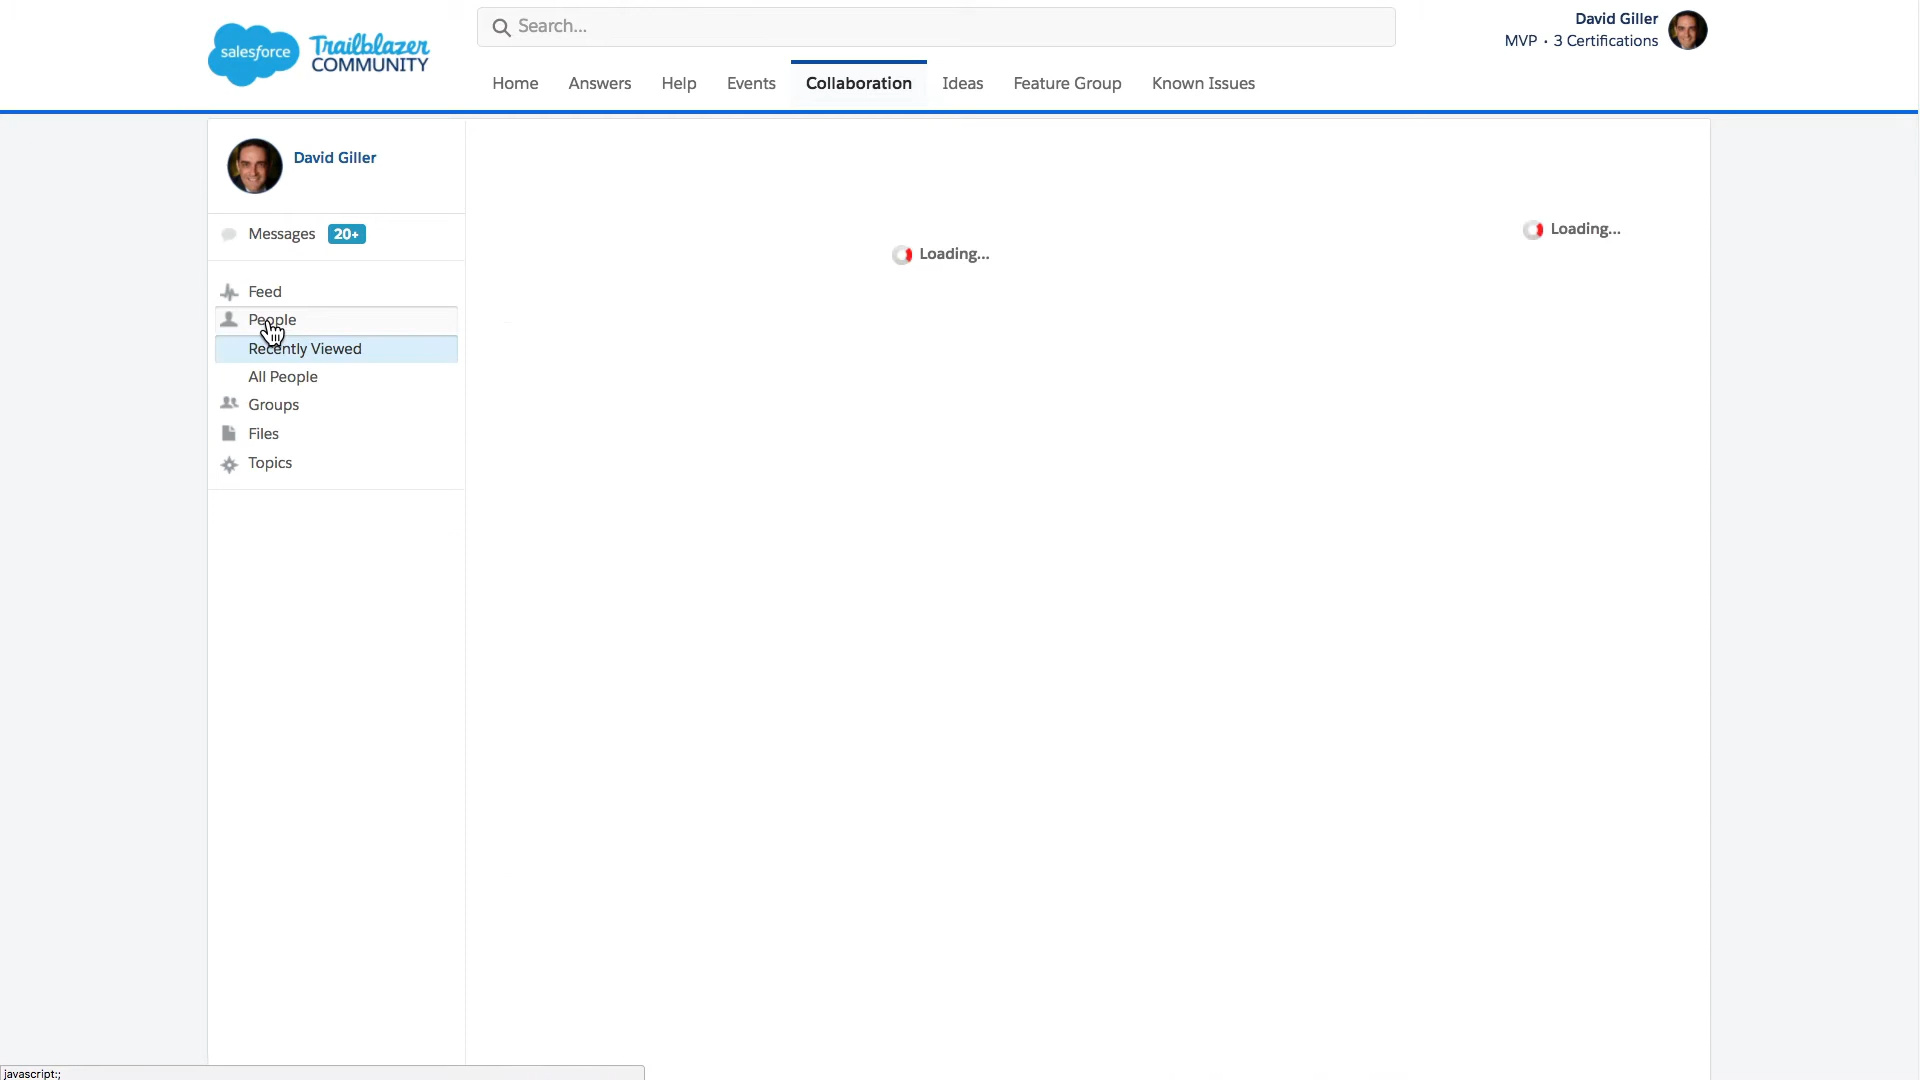 salesforce
Trailblazer
COMMUNITY
Search...
David Giller
MVP · 3 Certifications
Home
Answers
Help
Events
Collaboration
Ideas
Feature Group
Known Issues
David Giller
Messages 20+
Feed
People
Recently Viewed
All People
Groups
Files
Topics
Loading...
Loading...
javascript:;